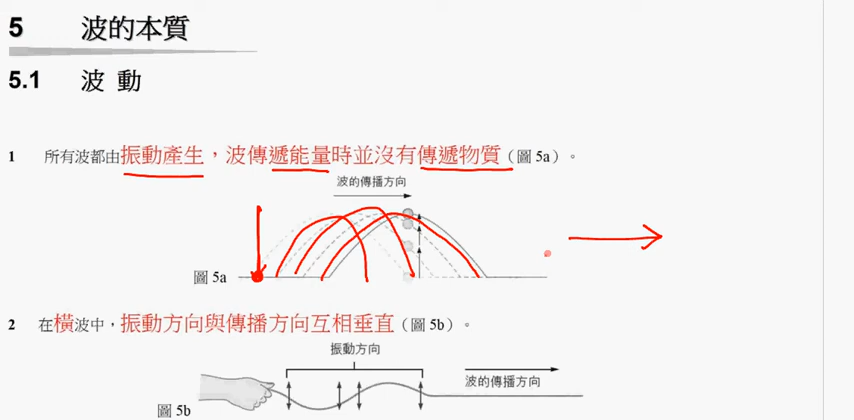 5 波的本質
5.1 波 動
1 所有波都由振動產生，波傳遞能量時並沒有傳遞物質（圖 5a）。
波的傳播方向
圖 5a
2 在橫波中，振動方向與傳播方向互相垂直（圖 5b）。
振動方向
波的傳播方向
圖 5b